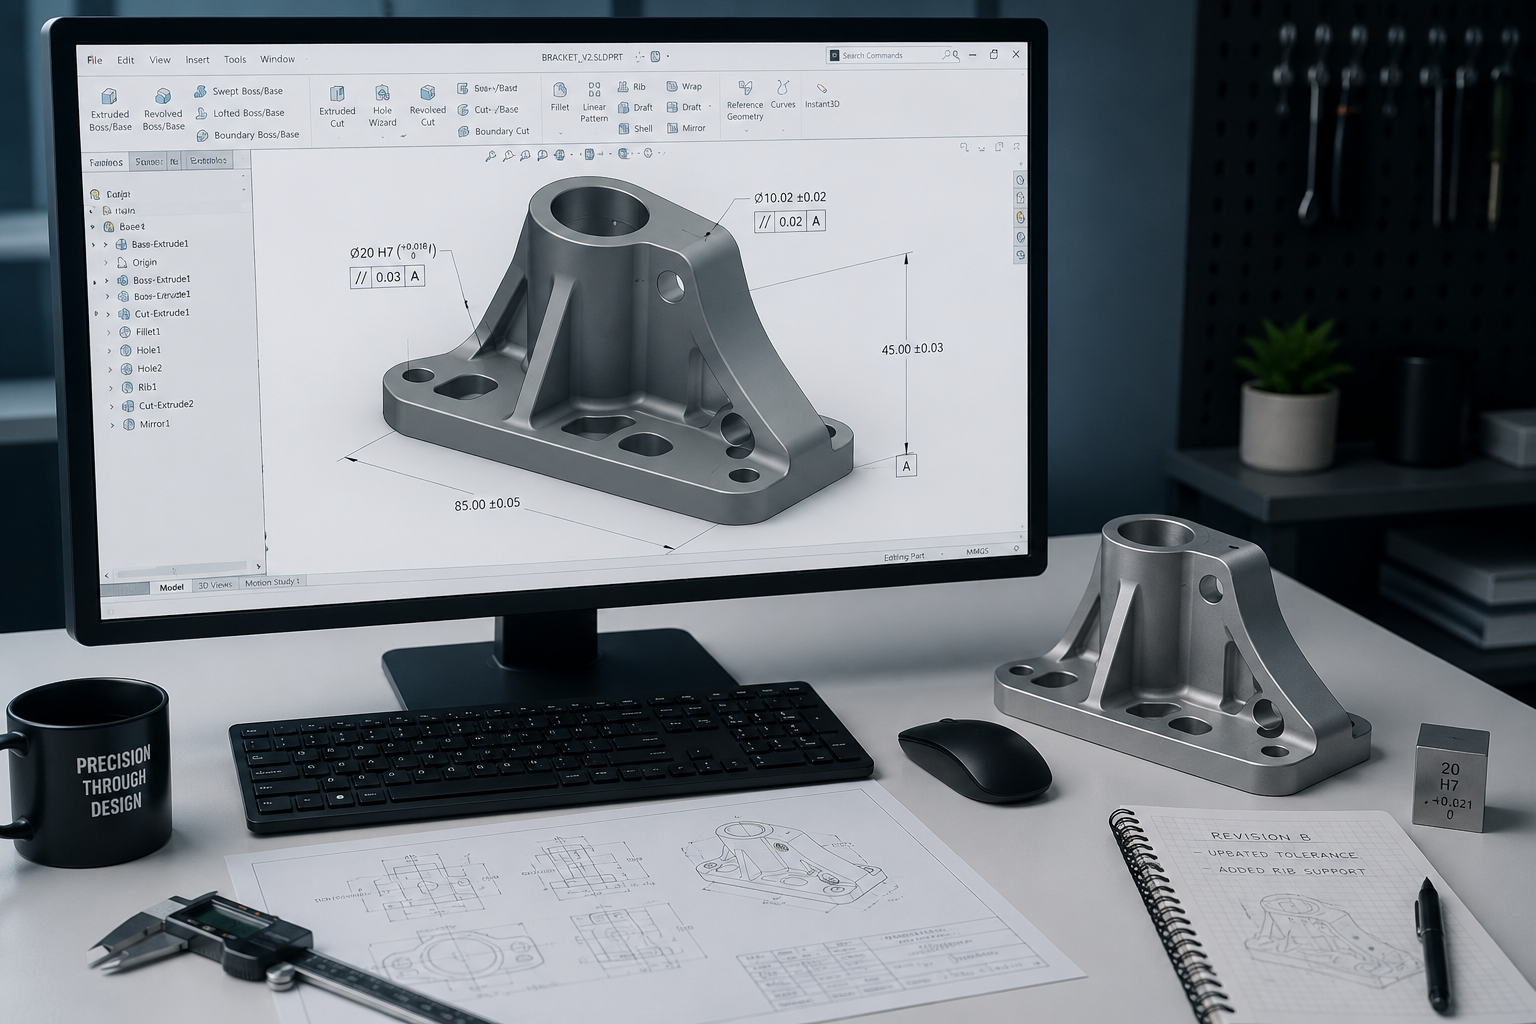 File Edit View Insert Tools Window
BRACKET_V2.SLDPRT
Search Commands
Extruded Boss/Base
Revolved Boss/Base
Swept Boss/Base
Lofted Boss/Base
Boundary Boss/Base
Extruded Cut
Hole Wizard
Revolved Cut
Boundary Cut
Fillet
Linear Pattern
Rib
Draft
Shell
Wrap
Draft
Mirror
Reference Geometry
Curves
Instant3D
Base-Extrude1
Origin
Boss-Extrude1
Boss-Extrude1
Cut-Extrude1
Fillet1
Hole1
Hole2
Rib1
Cut-Extrude2
Mirror1
Ø20 H7
// 0.03 A
Ø10.02 ±0.02
// 0.02 A
45.00 ±0.03
A
85.00 ±0.05
Editing Part
MMGS
Model 3D Views Motion Study 1
PRECISION
THROUGH
DESIGN
20
H7
+0.021
0
REVISION B
- UPDATED TOLERANCE
- ADDED RIB SUPPORT